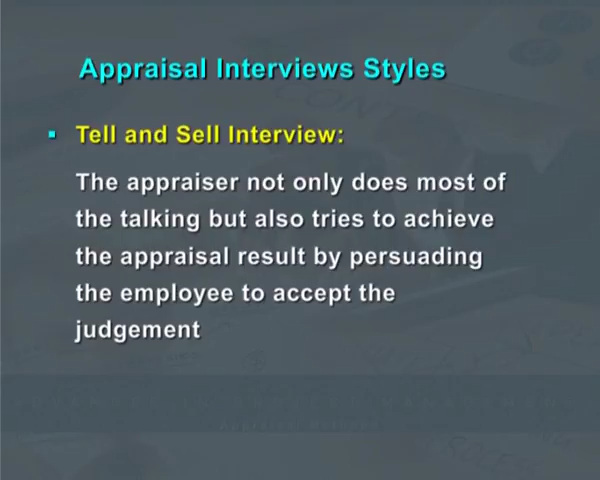 Appraisal Interviews Styles
▪ Tell and Sell Interview:
The appraiser not only does most of
the talking but also tries to achieve
the appraisal result by persuading
the employee to accept the
judgement